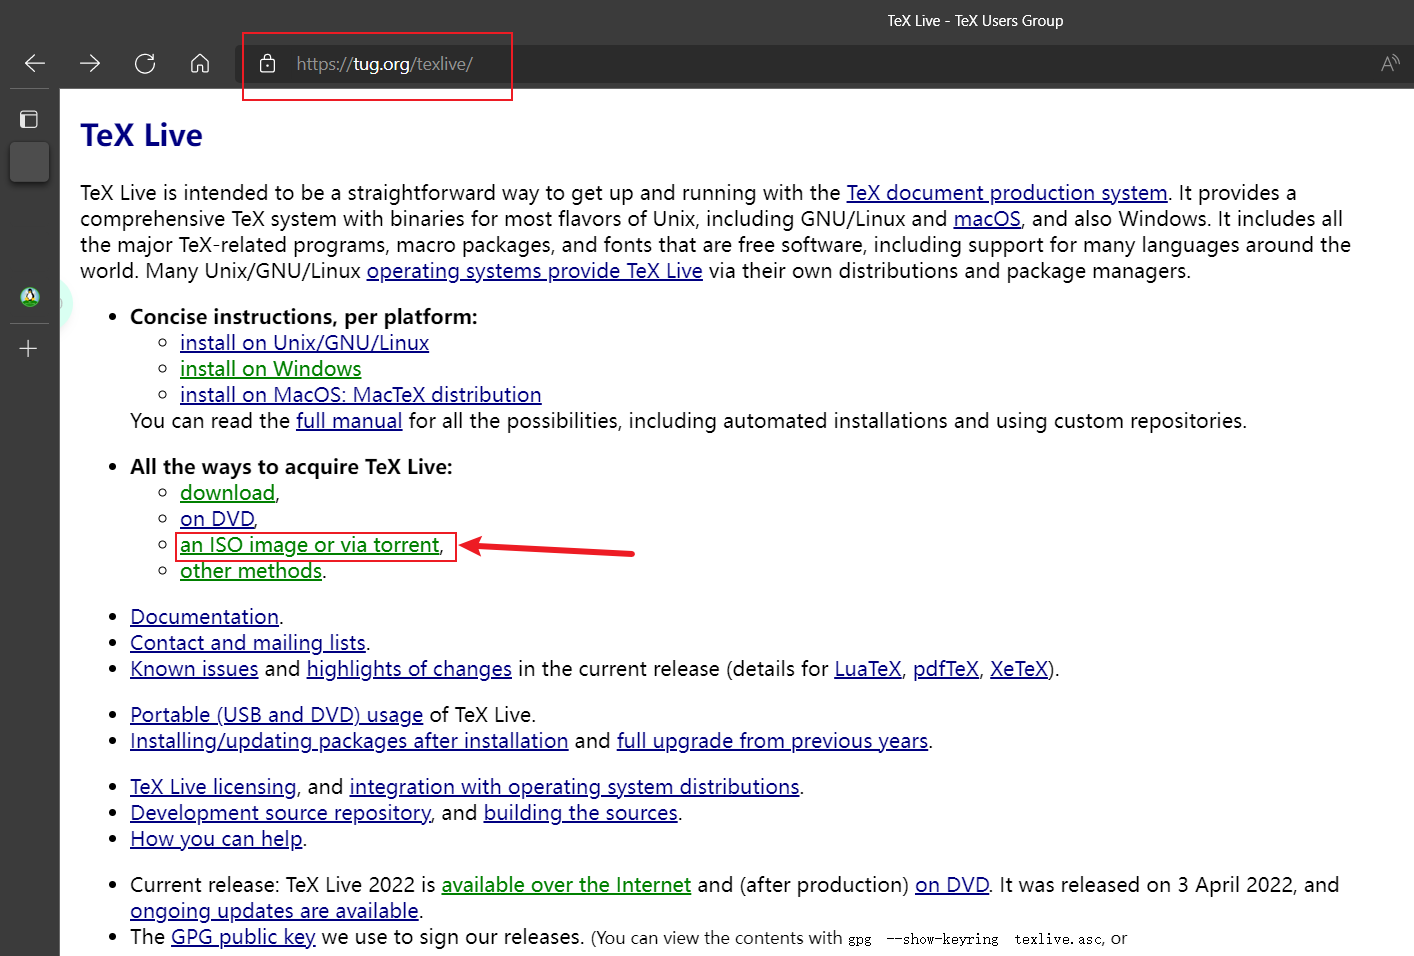 TeX Live - TeX Users Group
https://tug.org/texlive/
TeX Live
TeX Live is intended to be a straightforward way to get up and running with the TeX document production system. It provides a
comprehensive TeX system with binaries for most flavors of Unix, including GNU/Linux and macOS, and also Windows. It includes all
the major TeX-related programs, macro packages, and fonts that are free software, including support for many languages around the
world. Many Unix/GNU/Linux operating systems provide TeX Live via their own distributions and package managers.
• Concise instructions, per platform:
◦ install on Unix/GNU/Linux
◦ install on Windows
◦ install on MacOS: MacTeX distribution
You can read the full manual for all the possibilities, including automated installations and using custom repositories.
• All the ways to acquire TeX Live:
◦ download,
◦ on DVD,
◦ an ISO image or via torrent,
◦ other methods.
• Documentation.
• Contact and mailing lists.
• Known issues and highlights of changes in the current release (details for LuaTeX, pdfTeX, XeTeX).
• Portable (USB and DVD) usage of TeX Live.
• Installing/updating packages after installation and full upgrade from previous years.
• TeX Live licensing, and integration with operating system distributions.
• Development source repository, and building the sources.
• How you can help.
• Current release: TeX Live 2022 is available over the Internet and (after production) on DVD. It was released on 3 April 2022, and
ongoing updates are available.
• The GPG public key we use to sign our releases. (You can view the contents with gpg --show-keyring texlive.asc, or